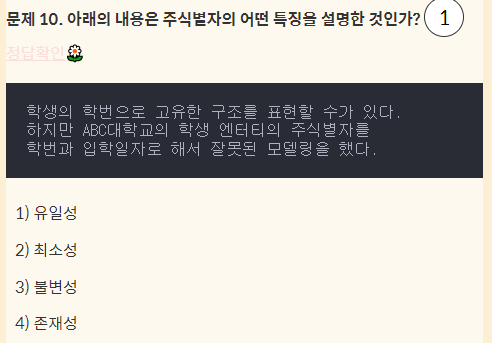 문제 10. 아래의 내용은 주식별자의 어떤 특징을 설명한 것인가? 1
정답확인
학생의 학번으로 고유한 구조를 표현할 수가 있다.
하지만 ABC대학교의 학생 엔터티의 주식별자를
학번과 입학일자로 해서 잘못된 모델링을 했다.
1) 유일성
2) 최소성
3) 불변성
4) 존재성